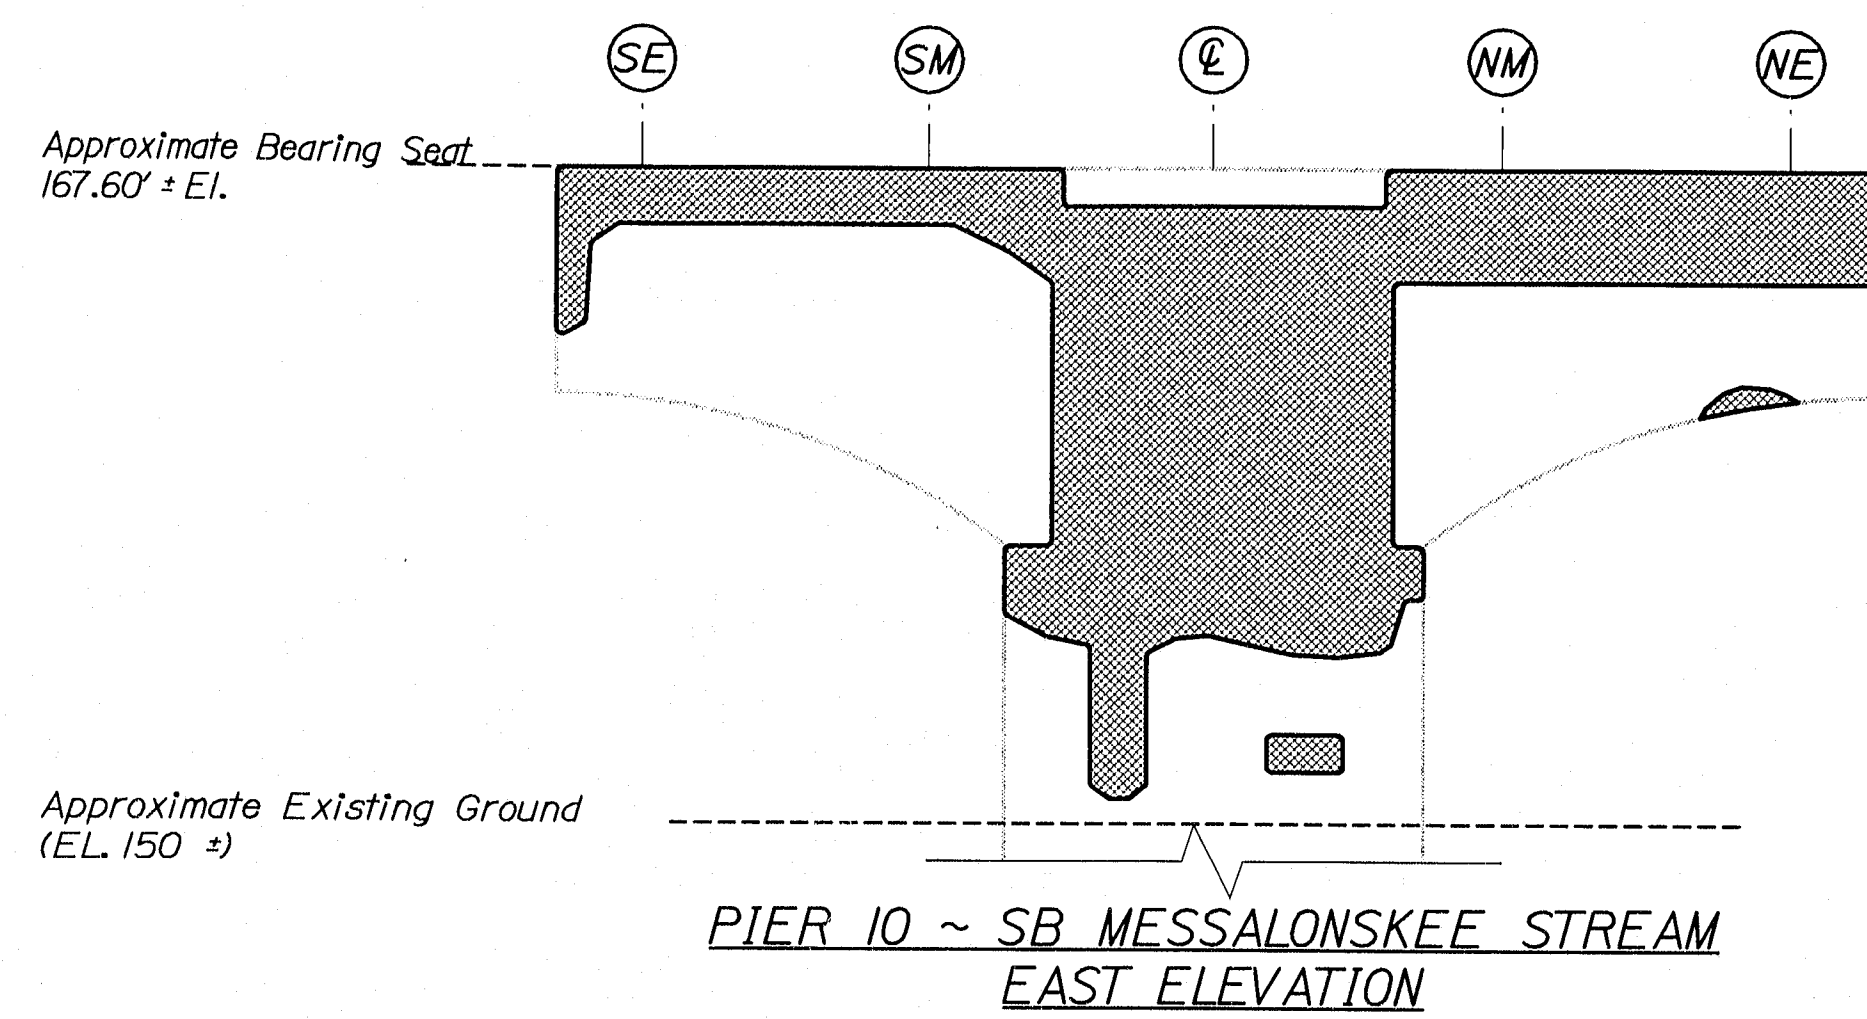 SE SM ℄ NM NE
Approximate Bearing Seat
167.60' ± El.
Approximate Existing Ground
(EL. 150 ±)
PIER 10 ~ SB MESSALONSKEE STREAM
EAST ELEVATION